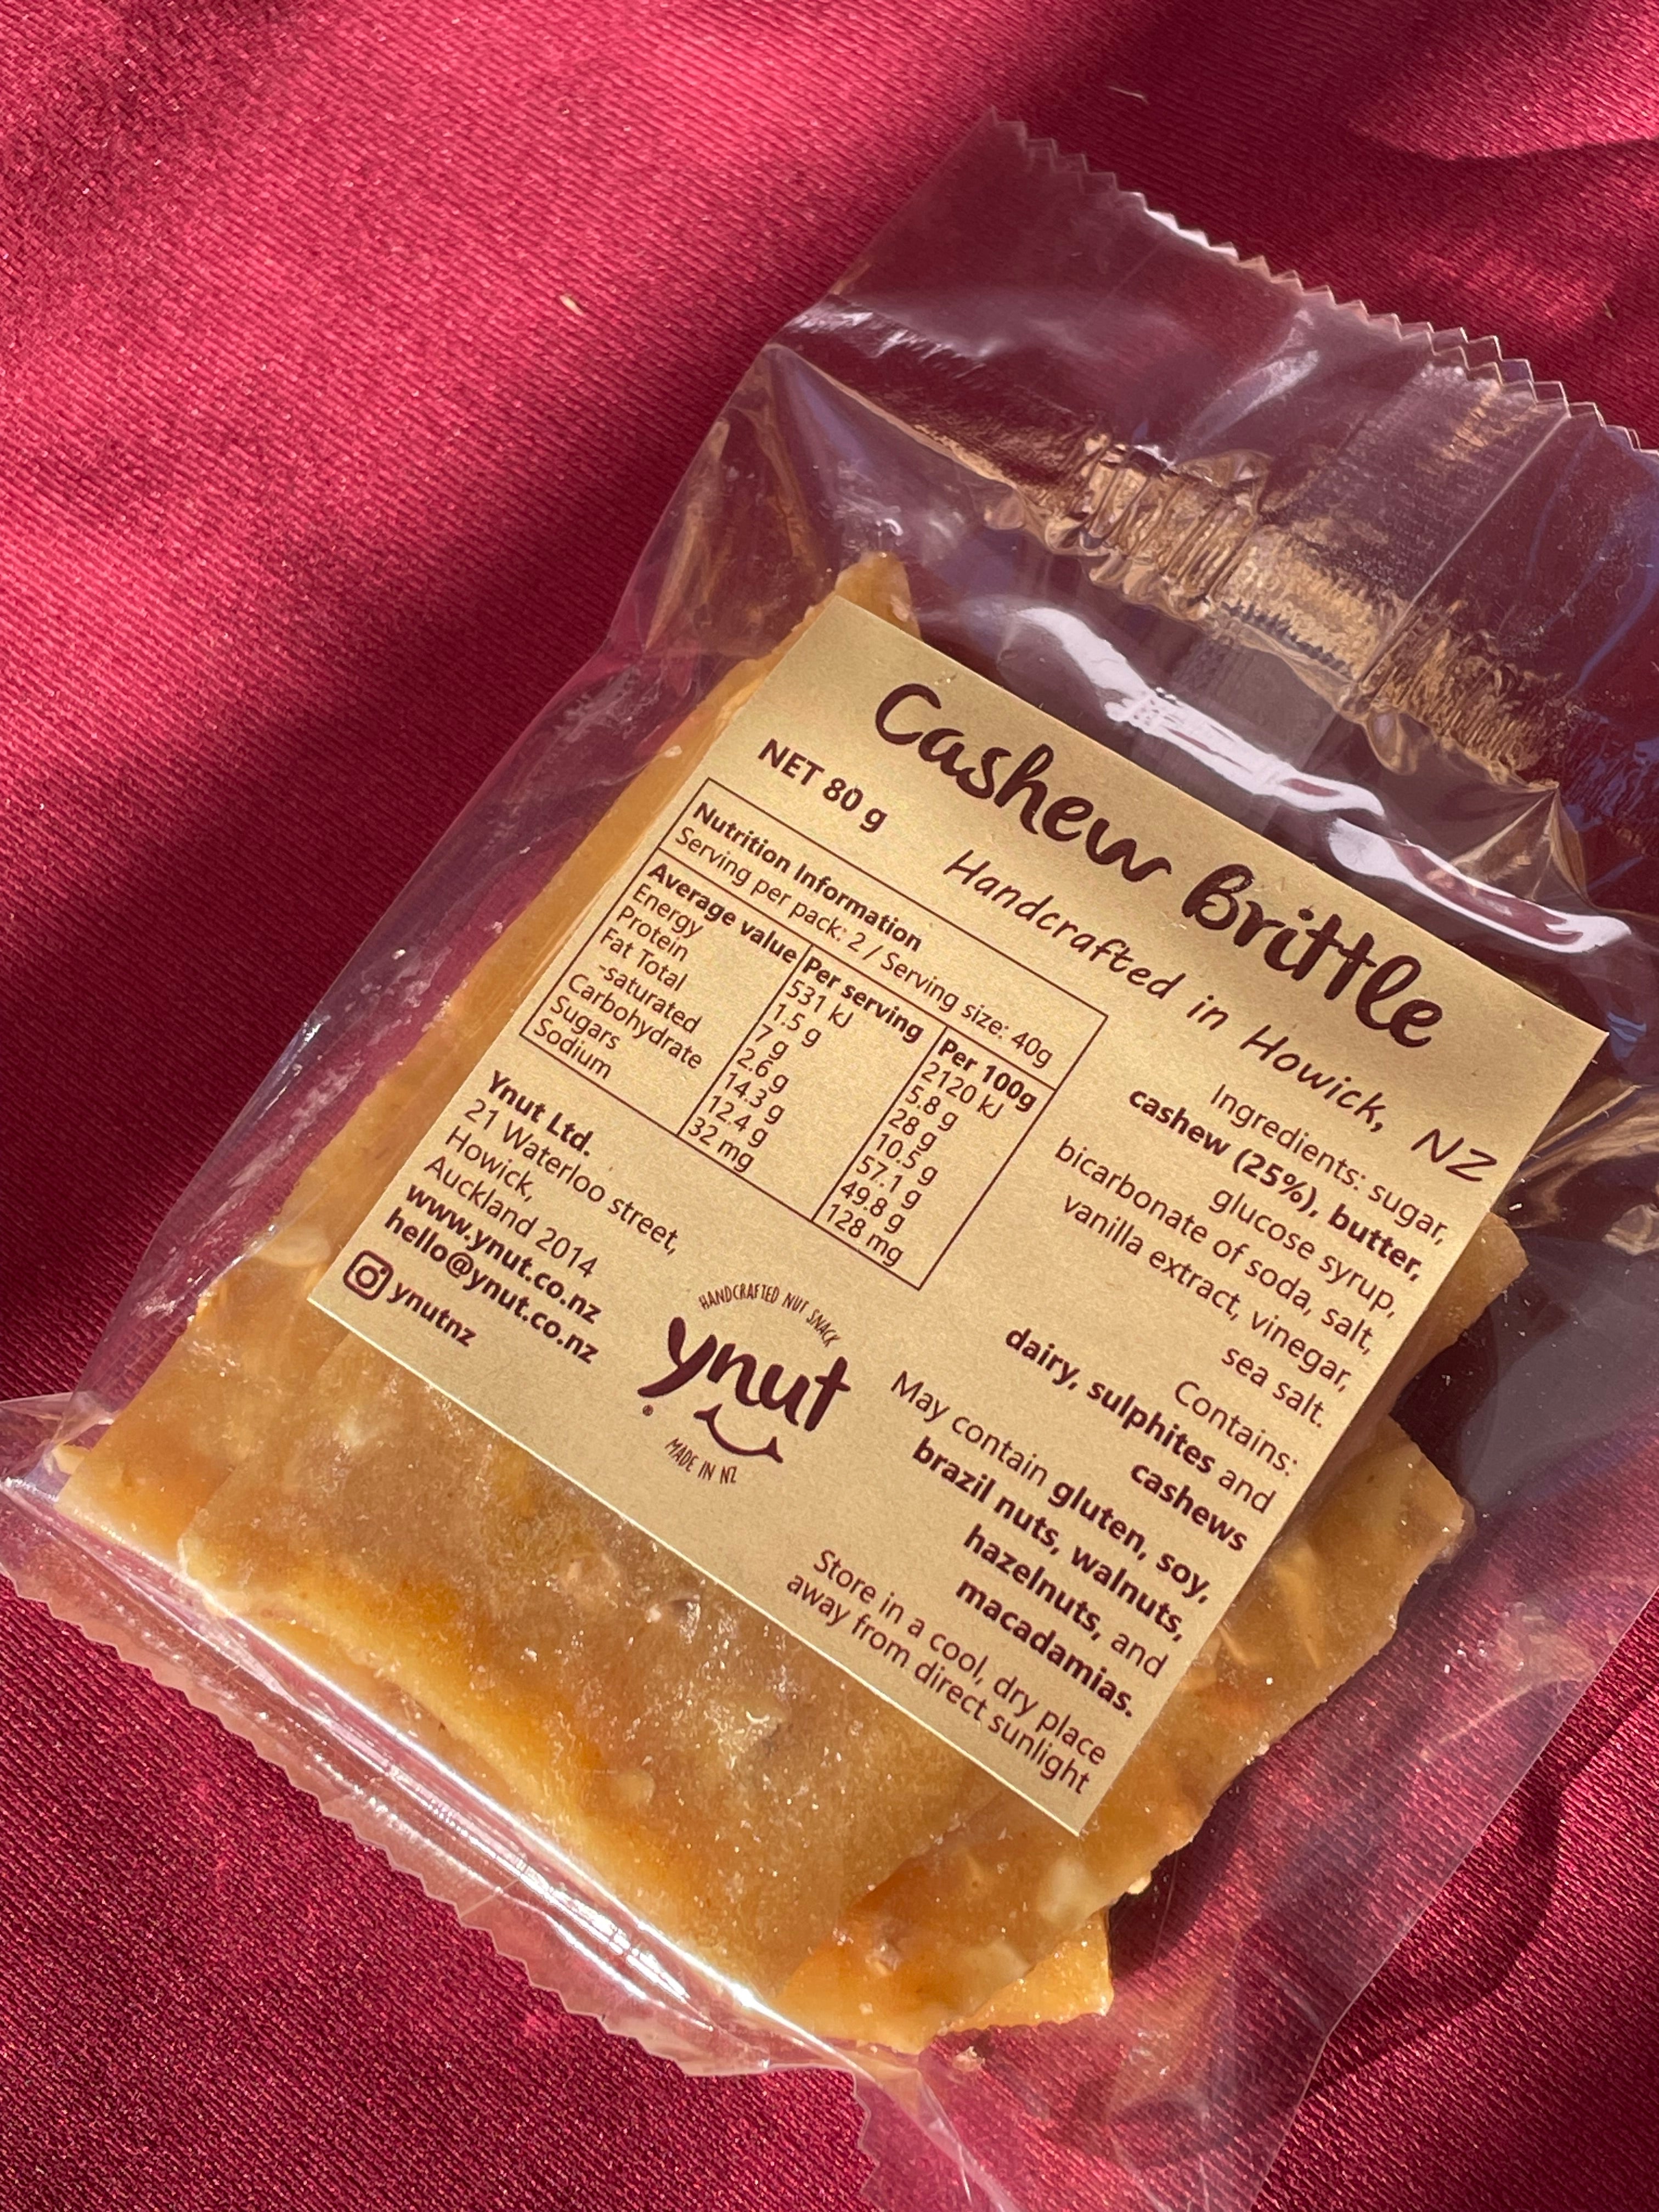 Cashew Brittle
NET 80 g
Handcrafted in Howick, NZ
Nutrition Information
Serving per pack: 2 / Serving size: 40g
Average value Per serving Per 100g
Energy 531 kJ 2120 kJ
Protein 1.5 g 5.8 g
Fat Total 7 g 28 g
-saturated 2.6 g 10.5 g
Carbohydrate 14.3 g 57.1 g
Sugars 12.4 g 49.8 g
Sodium 32 mg 128 mg
Ynut Ltd.
21 Waterloo street,
Howick,
Auckland 2014
www.ynut.co.nz
hello@ynut.co.nz
ynutnz
HANDCRAFTED NUT SNACK
ynut
®
MADE IN NZ
Ingredients: sugar,
cashew (25%), butter,
glucose syrup,
bicarbonate of soda, salt,
vanilla extract, vinegar,
sea salt.
Contains:
dairy, sulphites and
cashews
May contain gluten, soy,
brazil nuts, walnuts,
hazelnuts, and
macadamias.
Store in a cool, dry place
away from direct sunlight